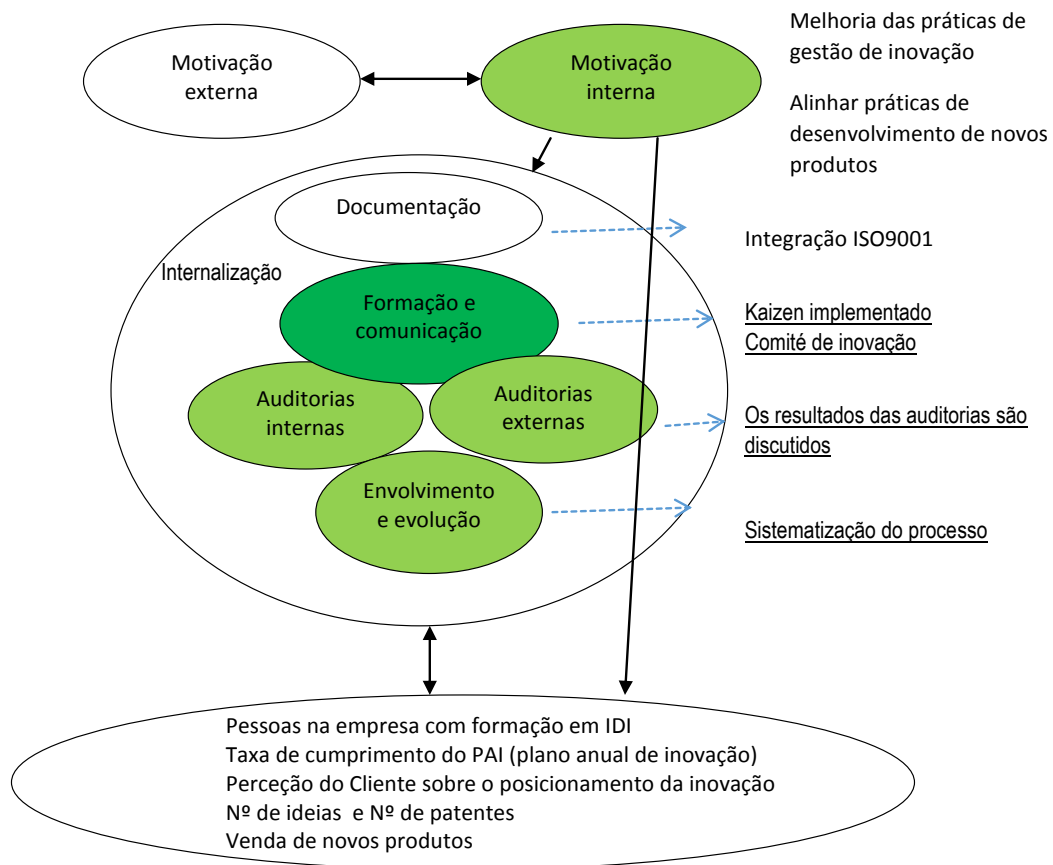 Motivação
externa
Motivação
interna
Melhoria das práticas de
gestão de inovação
Alinhar práticas de
desenvolvimento de novos
produtos
Documentação
Integração ISO9001
Internalização
Formação e
comunicação
Kaizen implementado
Comité de inovação
Auditorias
internas
Auditorias
externas
Os resultados das auditorias são
discutidos
Envolvimento
e evolução
Sistematização do processo
Pessoas na empresa com formação em IDI
Taxa de cumprimento do PAI (plano anual de inovação)
Perceção do Cliente sobre o posicionamento da inovação
Nº de ideias e Nº de patentes
Venda de novos produtos